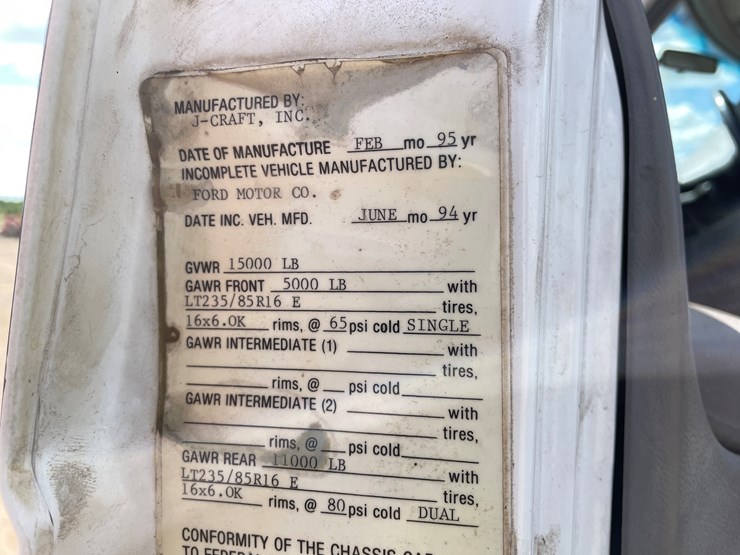 MANUFACTURED BY:
J-CRAFT, INC.
DATE OF MANUFACTURE FEB mo 95 yr
INCOMPLETE VEHICLE MANUFACTURED BY:
FORD MOTOR CO.
DATE INC. VEH. MFD. JUNE mo 94 yr
GVWR 15000 LB
GAWR FRONT 5000 LB with
LT235/85R16 E tires,
16x6.0K rims, @ 65 psi cold SINGLE
GAWR INTERMEDIATE (1) with
tires,
rims, @ psi cold
GAWR INTERMEDIATE (2) with
tires,
rims, @ psi cold
GAWR REAR 11000 LB with
LT235/85R16 E tires,
16x6.0K rims, @ 80 psi cold DUAL
CONFORMITY OF THE CHASSIS
TO